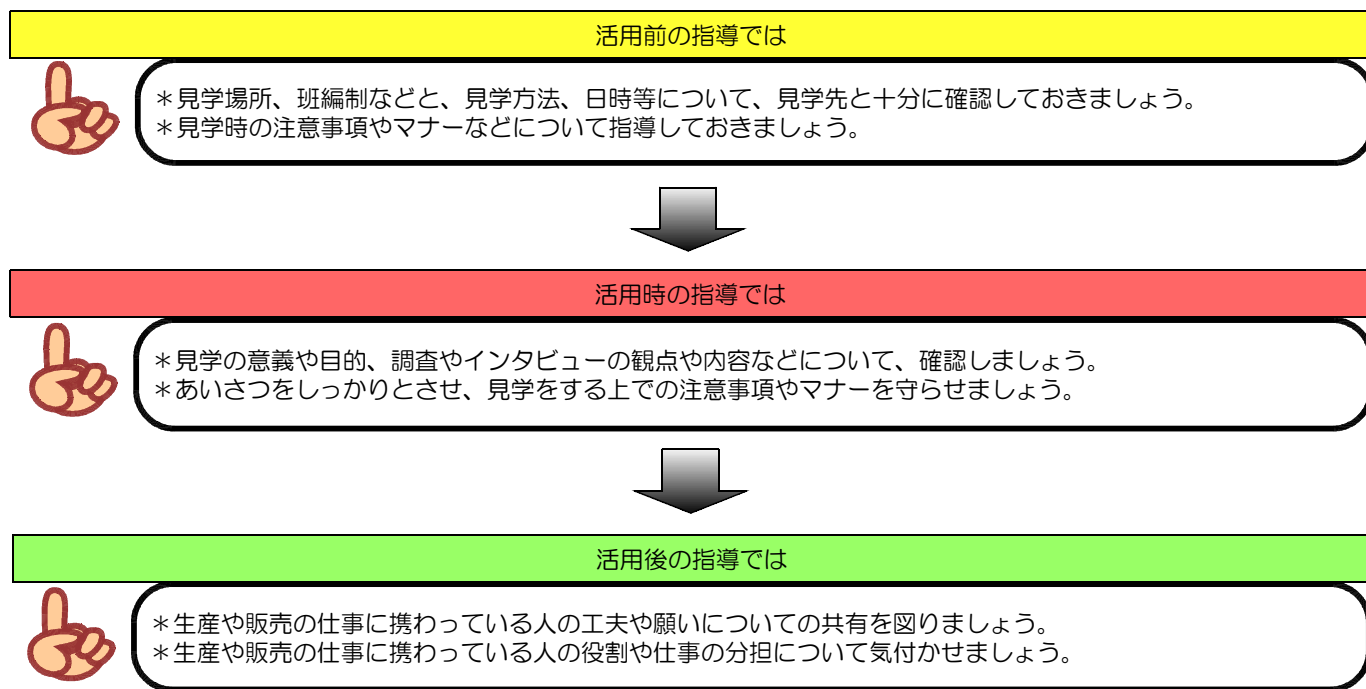 活用前の指導では
＊見学場所、班編制などと、見学方法、日時等について、見学先と十分に確認しておきましょう。
＊見学時の注意事項やマナーなどについて指導しておきましょう。
活用時の指導では
＊見学の意義や目的、調査やインタビューの観点や内容などについて、確認しましょう。
＊あいさつをしっかりとさせ、見学をする上での注意事項やマナーを守らせましょう。
活用後の指導では
＊生産や販売の仕事に携わっている人の工夫や願いについての共有を図りましょう。
＊生産や販売の仕事に携わっている人の役割や仕事の分担について気付かせましょう。